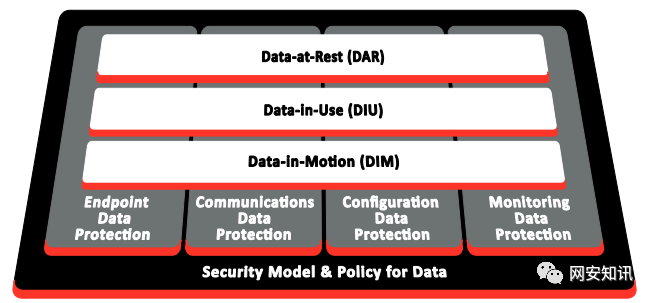 Data-at-Rest (DAR)
Data-in-Use (DIU)
Data-in-Motion (DIM)
Endpoint
Data
Protection
Communications
Data
Protection
Configuration
Data
Protection
Monitoring
Data
Protection
Security Model & Policy for Data
网安知讯